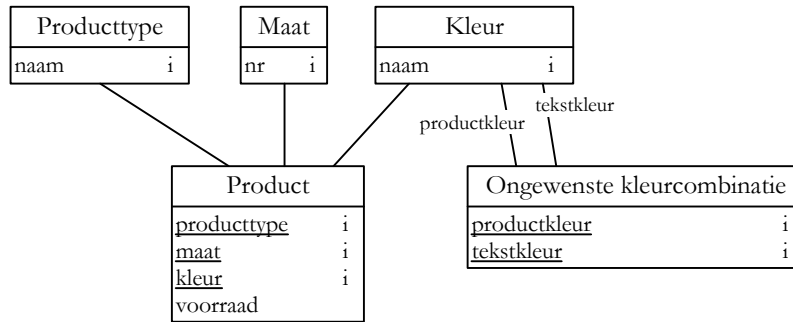 Producttype
naam i
Maat
nr i
Kleur
naam i
productkleur
tekstkleur
Product
producttype i
maat i
kleur i
voorraad
Ongewenste kleurcombinatie
productkleur i
tekstkleur i